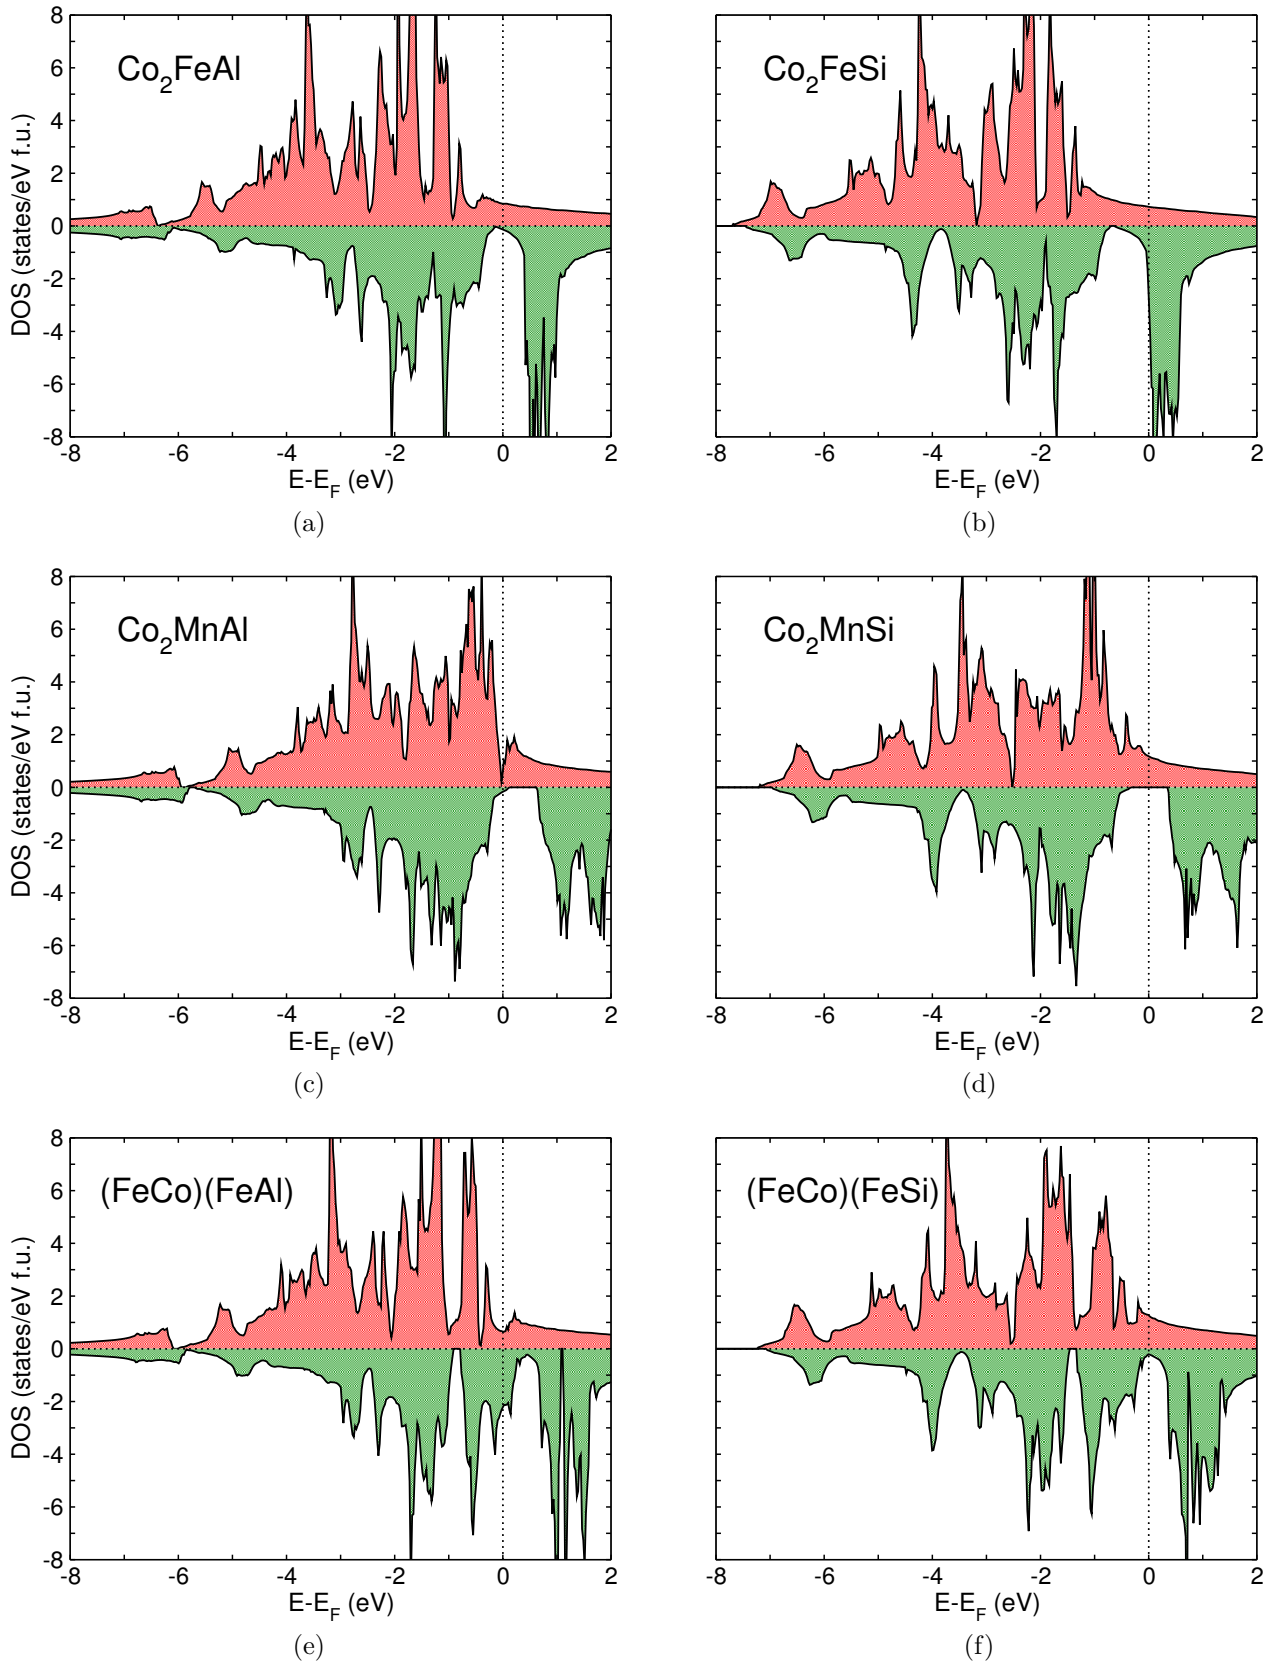 8
6
4
2
0
-2
-4
-6
-8
DOS (states/eV f.u.)
Co2FeAl
-8 -6 -4 -2 0 2
E-EF (eV)
(a)
Co2FeSi
-8 -6 -4 -2 0 2
E-EF (eV)
(b)
8
6
4
2
0
-2
-4
-6
-8
DOS (states/eV f.u.)
Co2MnAl
-8 -6 -4 -2 0 2
E-EF (eV)
(c)
Co2MnSi
-8 -6 -4 -2 0 2
E-EF (eV)
(d)
8
6
4
2
0
-2
-4
-6
-8
DOS (states/eV f.u.)
(FeCo)(FeAl)
-8 -6 -4 -2 0 2
E-EF (eV)
(e)
(FeCo)(FeSi)
-8 -6 -4 -2 0 2
E-EF (eV)
(f)